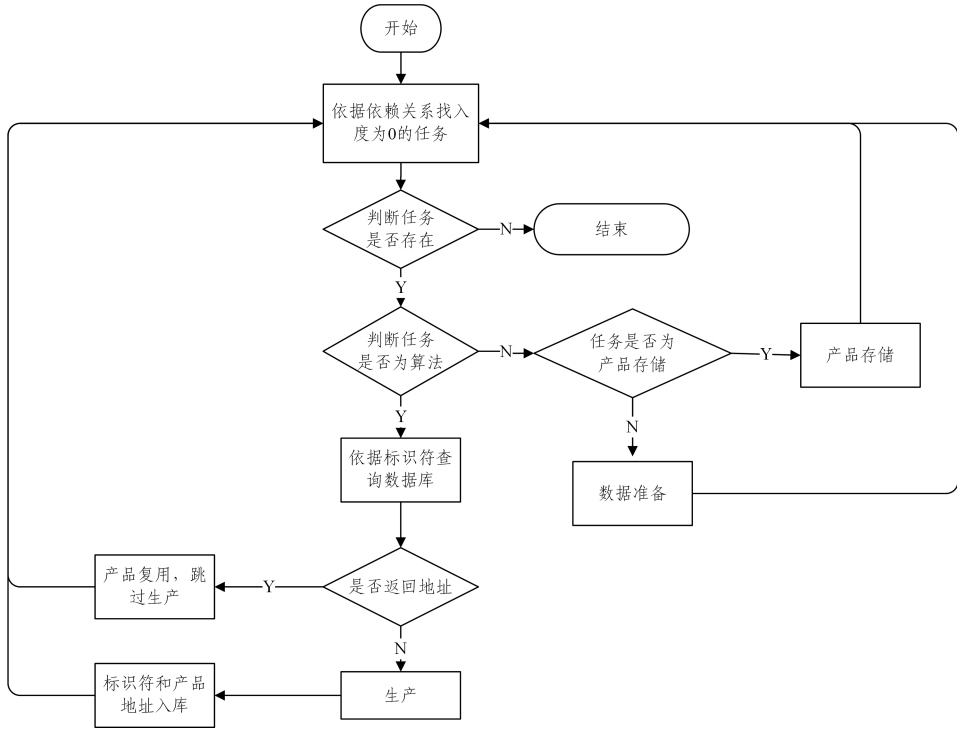 开始
依据依赖关系找入
度为0的任务
判断任务
是否存在
N
结束
Y
判断任务
是否为算法
N
任务是否为
产品存储
Y
产品存储
Y
N
依据标识符查
询数据库
数据准备
是否返回地址
Y
产品复用，跳
过生产
N
生产
标识符和产品
地址入库